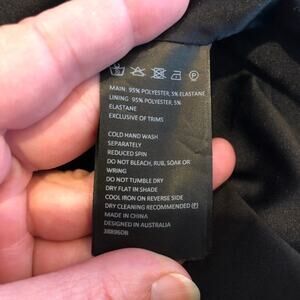 MAIN: 95% POLYESTER, 5% ELASTANE
LINING: 95% POLYESTER, 5%
ELASTANE
EXCLUSIVE OF TRIMS
COLD HAND WASH
SEPARATELY
REDUCED SPIN
DO NOT BLEACH, RUB, SOAK OR
WRING
DO NOT TUMBLE DRY
DRY FLAT IN SHADE
COOL IRON ON REVERSE SIDE
DRY CLEANING RECOMMENDED (P)
MADE IN CHINA
DESIGNED IN AUSTRALIA